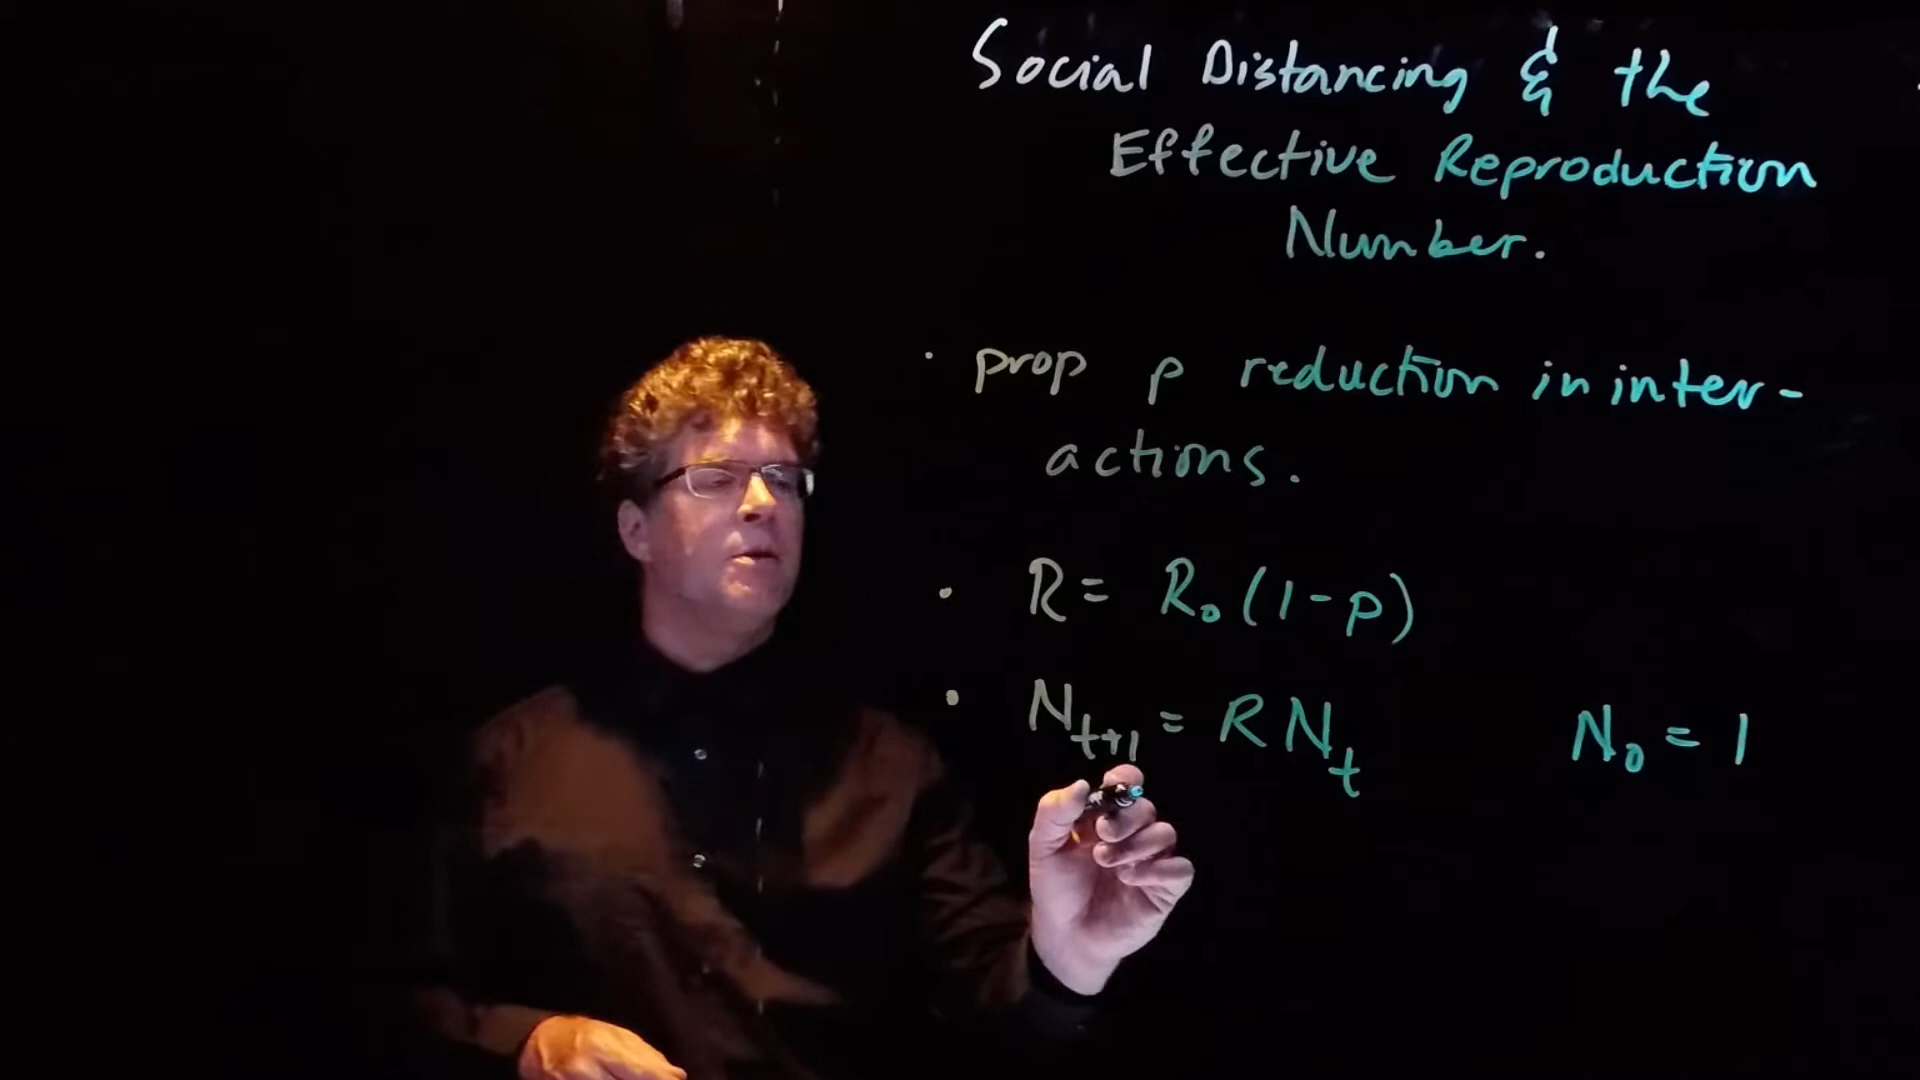 Social Distancing & the
Effective Reproduction
Number.
· prop p reduction in inter-
actions.
· R = R₀ (1-p)
· Nₜ₊₁ = R Nₜ N₀ = 1